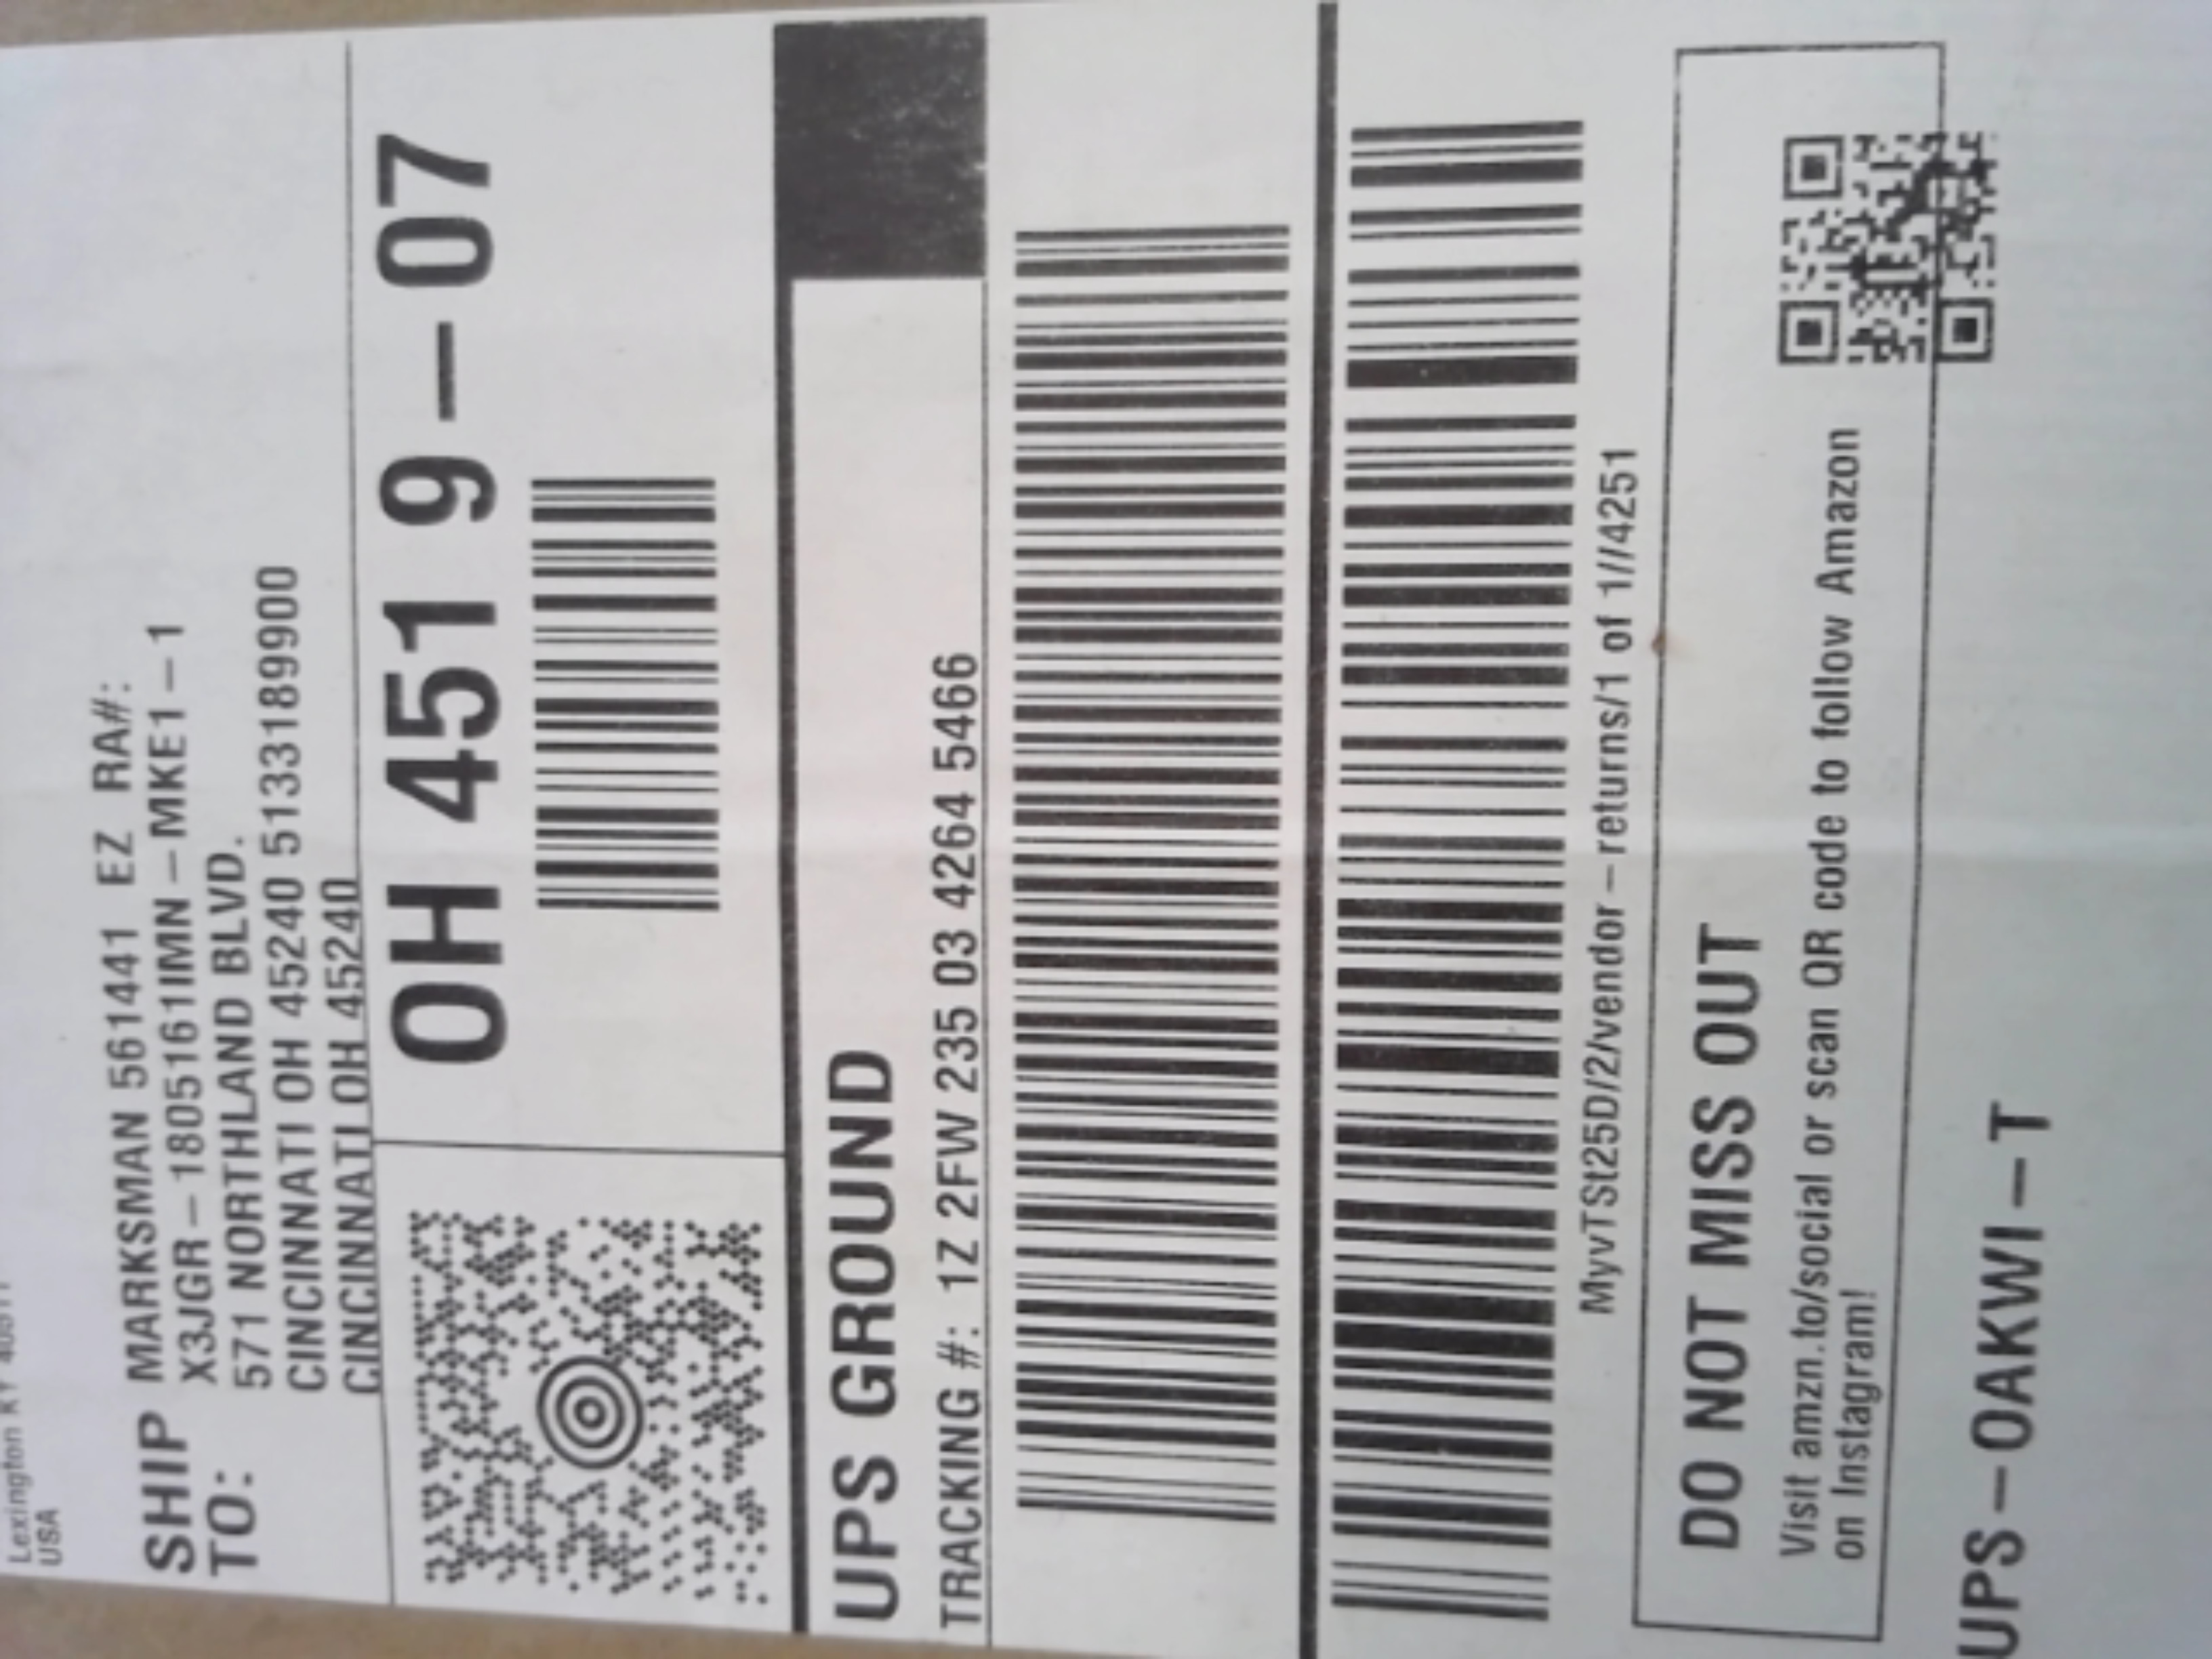 Lexington KY
USA
SHIP
TO:
MARKSMAN 561441 EZ RA#:
X3JGR-1805161IMN-MKE1-1
571 NORTHLAND BLVD.
CINCINNATI OH 45240 5133189900
CINCINNATI OH 45240
OH 451 9-07
UPS GROUND
TRACKING #: 1Z 2FW 235 03 4264 5466
MyvTSt25D/2/vendor-returns/1 of 1//4251
DO NOT MISS OUT
Visit amzn.to/social or scan QR code to follow Amazon
on Instagram!
UPS-OAKWI-T